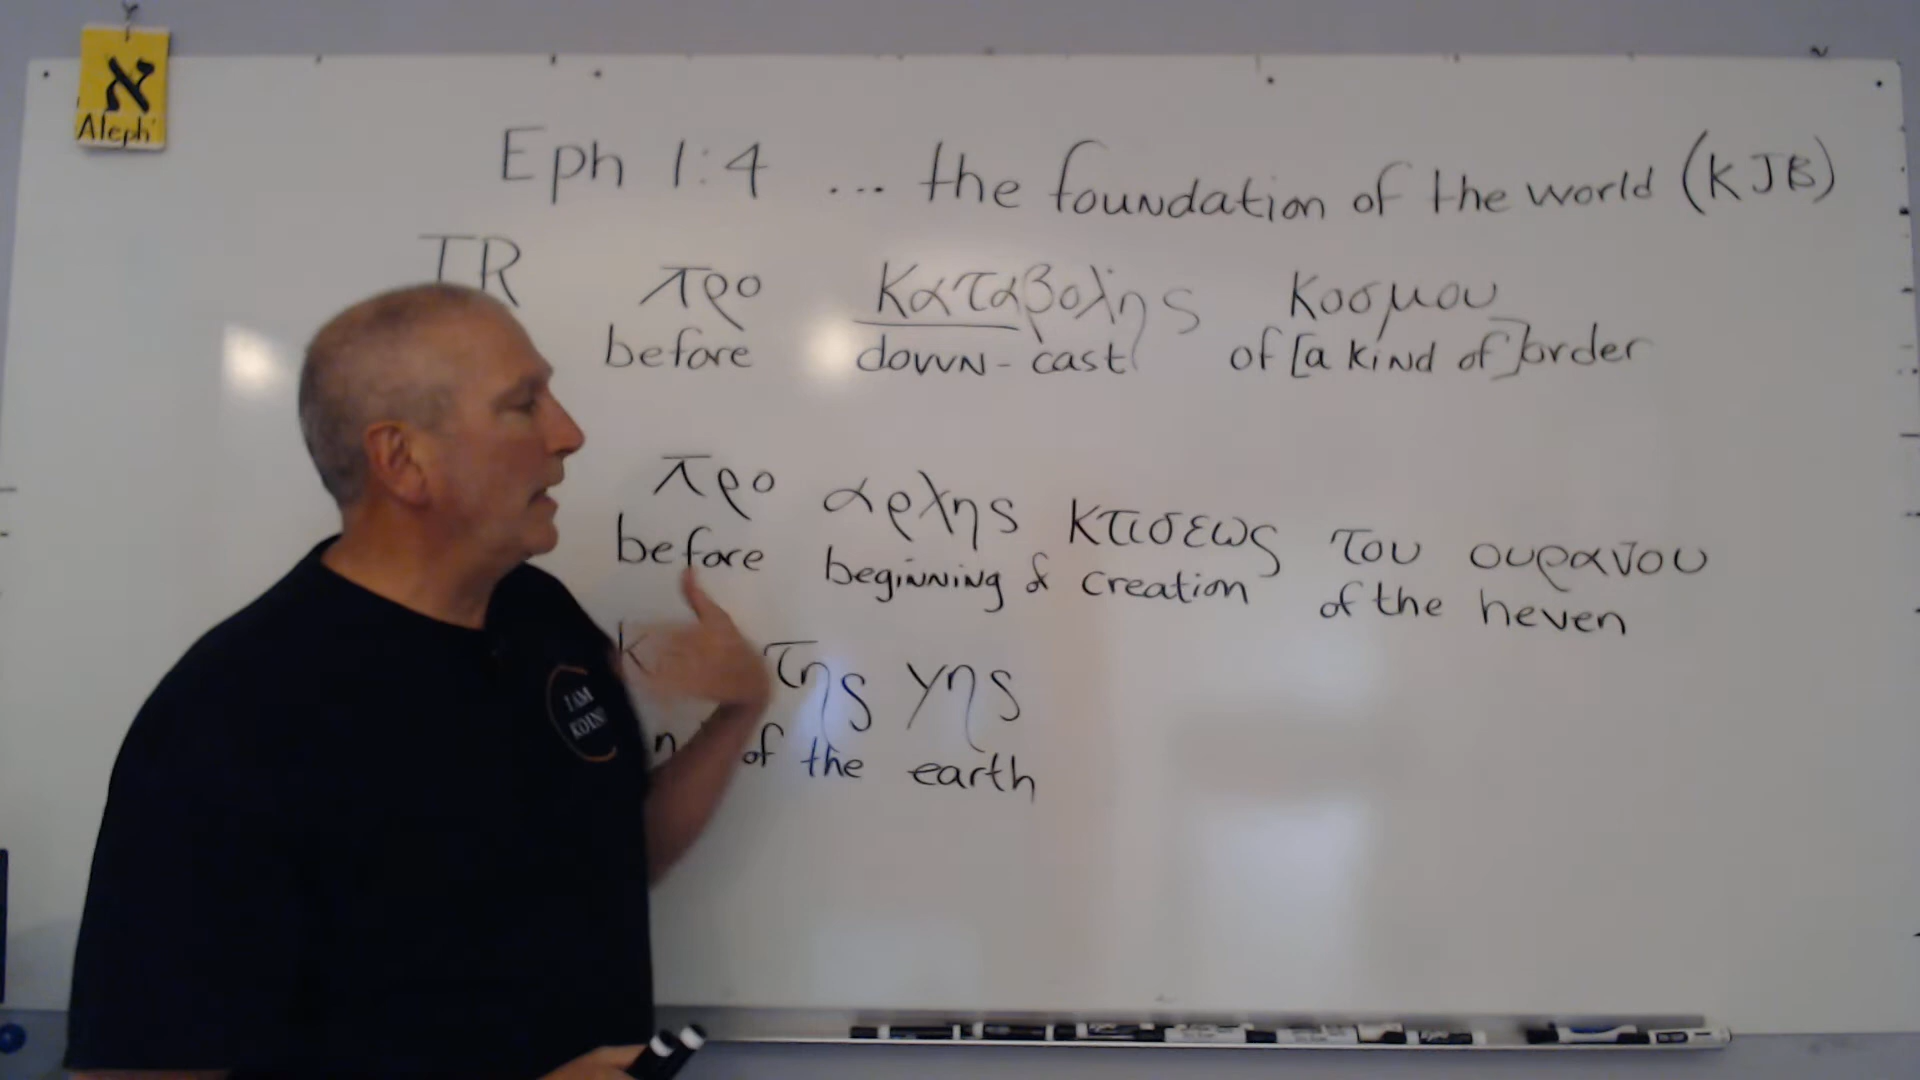 א
Aleph
Eph 1:4 ... the foundation of the world (KJB)
TR
προ καταβολης κοσμου
before down-cast of [a kind of] order
προ αρχης κτισεως του ουρανου
before beginning of creation of the heven
της γης
of the earth
I AM